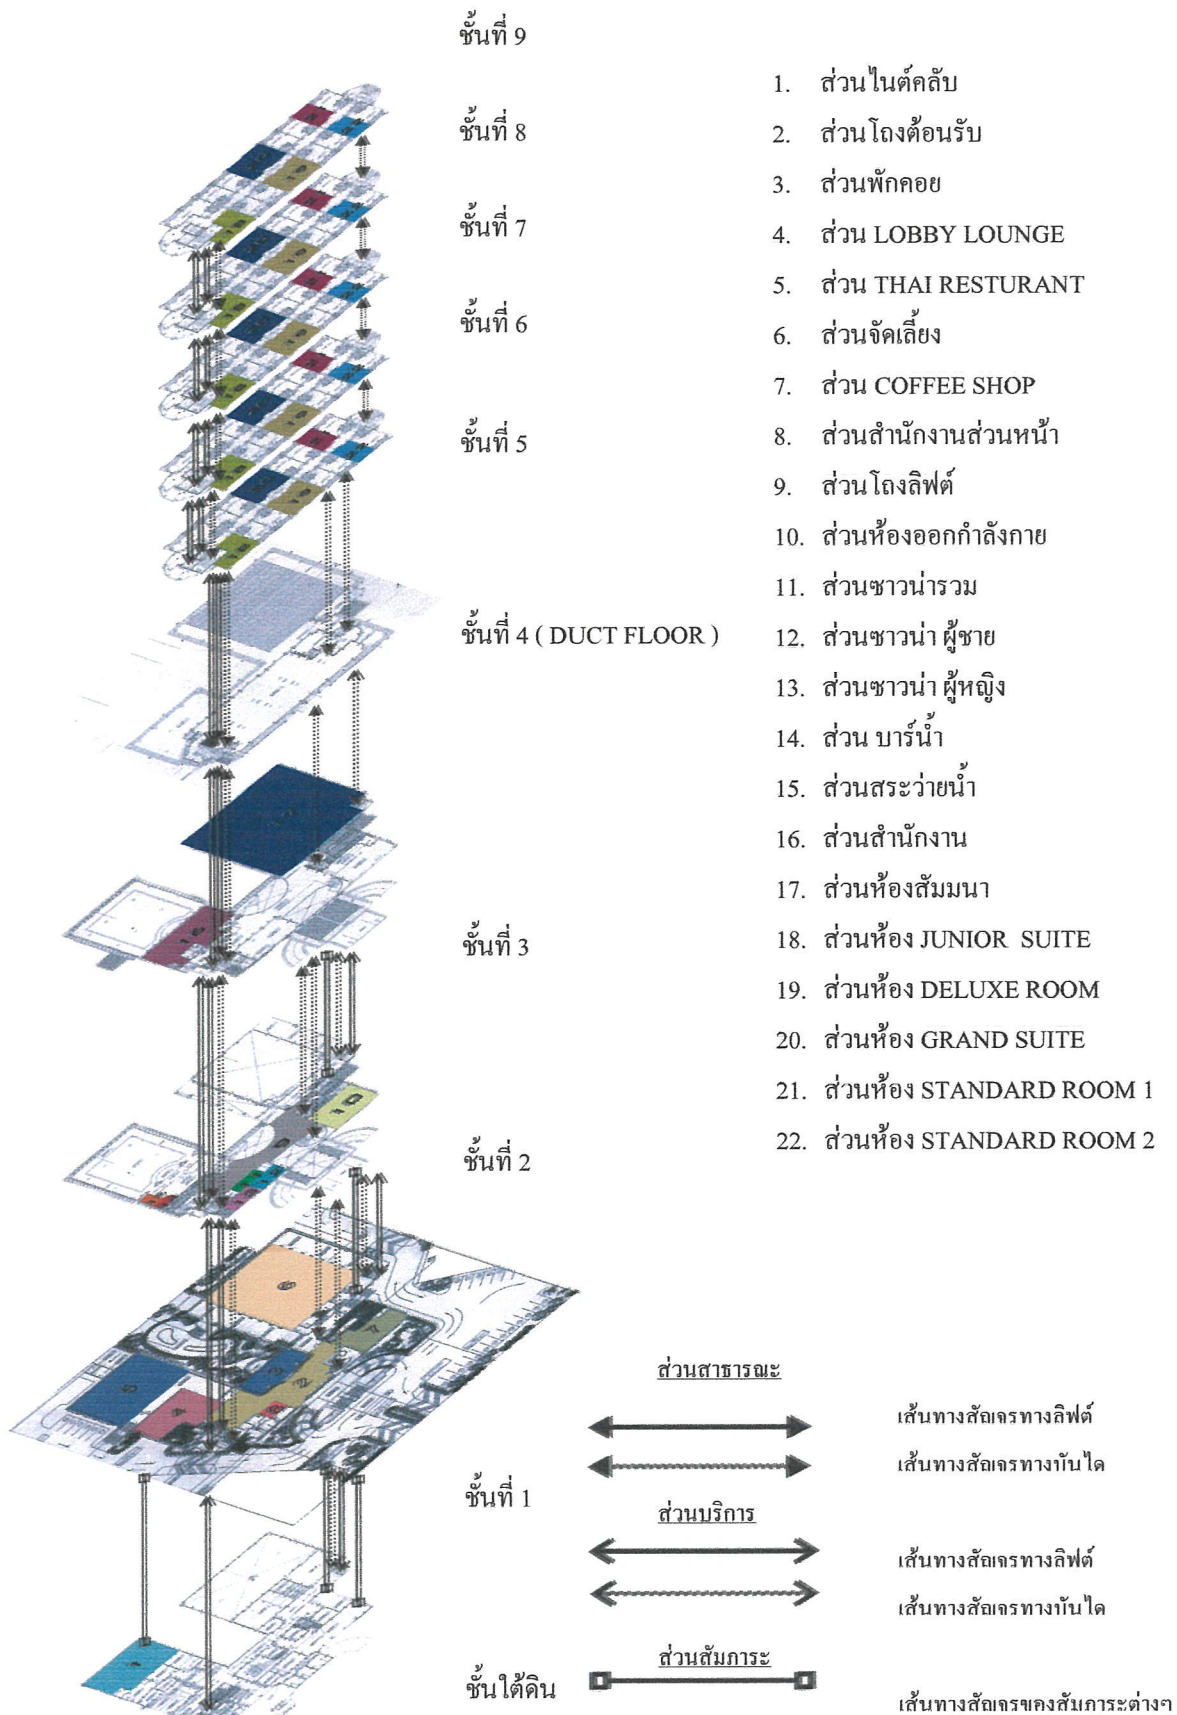 ชั้นที่ 9
ชั้นที่ 8
ชั้นที่ 7
ชั้นที่ 6
ชั้นที่ 5
ชั้นที่ 4 ( DUCT FLOOR )
ชั้นที่ 3
ชั้นที่ 2
ชั้นที่ 1
ชั้นใต้ดิน
1. ส่วนไนต์คลับ
2. ส่วนโถงต้อนรับ
3. ส่วนพักคอย
4. ส่วน LOBBY LOUNGE
5. ส่วน THAI RESTURANT
6. ส่วนจัดเลี้ยง
7. ส่วน COFFEE SHOP
8. ส่วนสำนักงานส่วนหน้า
9. ส่วนโถงลิฟต์
10. ส่วนห้องออกกำลังกาย
11. ส่วนซาวน่ารวม
12. ส่วนซาวน่า ผู้ชาย
13. ส่วนซาวน่า ผู้หญิง
14. ส่วน บาร์น้ำ
15. ส่วนสระว่ายน้ำ
16. ส่วนสำนักงาน
17. ส่วนห้องสัมมนา
18. ส่วนห้อง JUNIOR SUITE
19. ส่วนห้อง DELUXE ROOM
20. ส่วนห้อง GRAND SUITE
21. ส่วนห้อง STANDARD ROOM 1
22. ส่วนห้อง STANDARD ROOM 2
ส่วนสาธารณะ
เส้นทางสัญจรทางลิฟต์
เส้นทางสัญจรทางบันได
ส่วนบริการ
เส้นทางสัญจรทางลิฟต์
เส้นทางสัญจรทางบันได
ส่วนสัมภาระ
เส้นทางสัญจรของสัมภาระต่างๆ